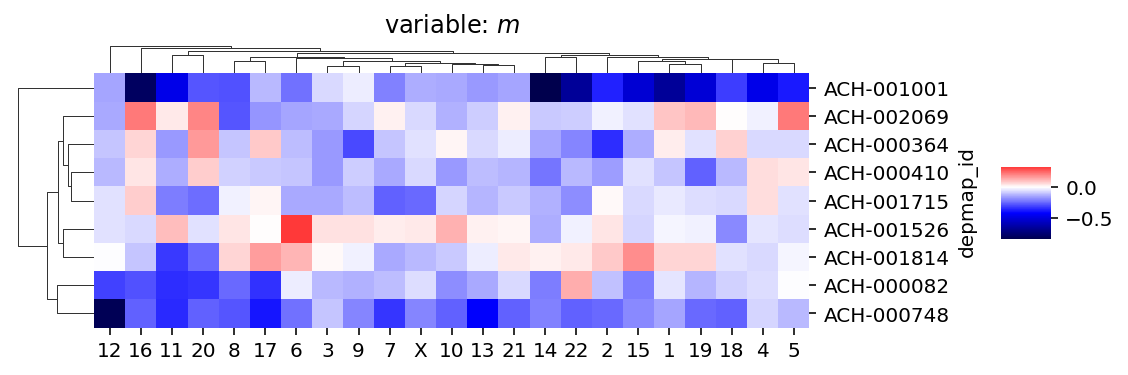 variable: m
ACH-001001
ACH-002069
ACH-000364
ACH-000410
ACH-001715
ACH-001526
ACH-001814
ACH-000082
ACH-000748
depmap_id
0.0
−0.5
12 16 11 20 8 17 6 3 9 7 X 10 13 21 14 22 2 15 1 19 18 4 5